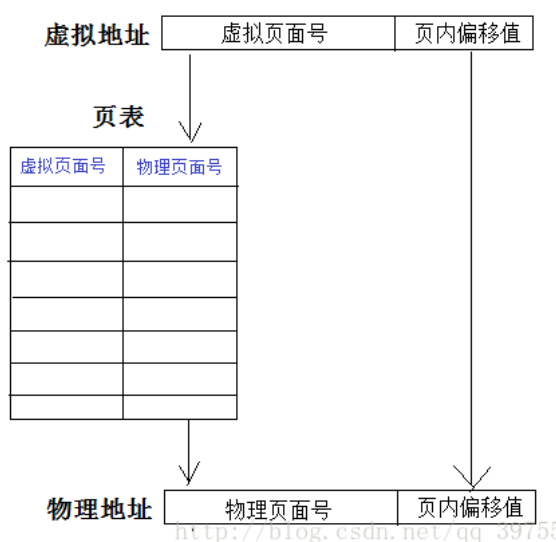 虚拟地址 虚拟页面号 页内偏移值
页表
虚拟页面号 物理页面号
物理地址 物理页面号 页内偏移值
http://blog.csdn.net/qq_39755